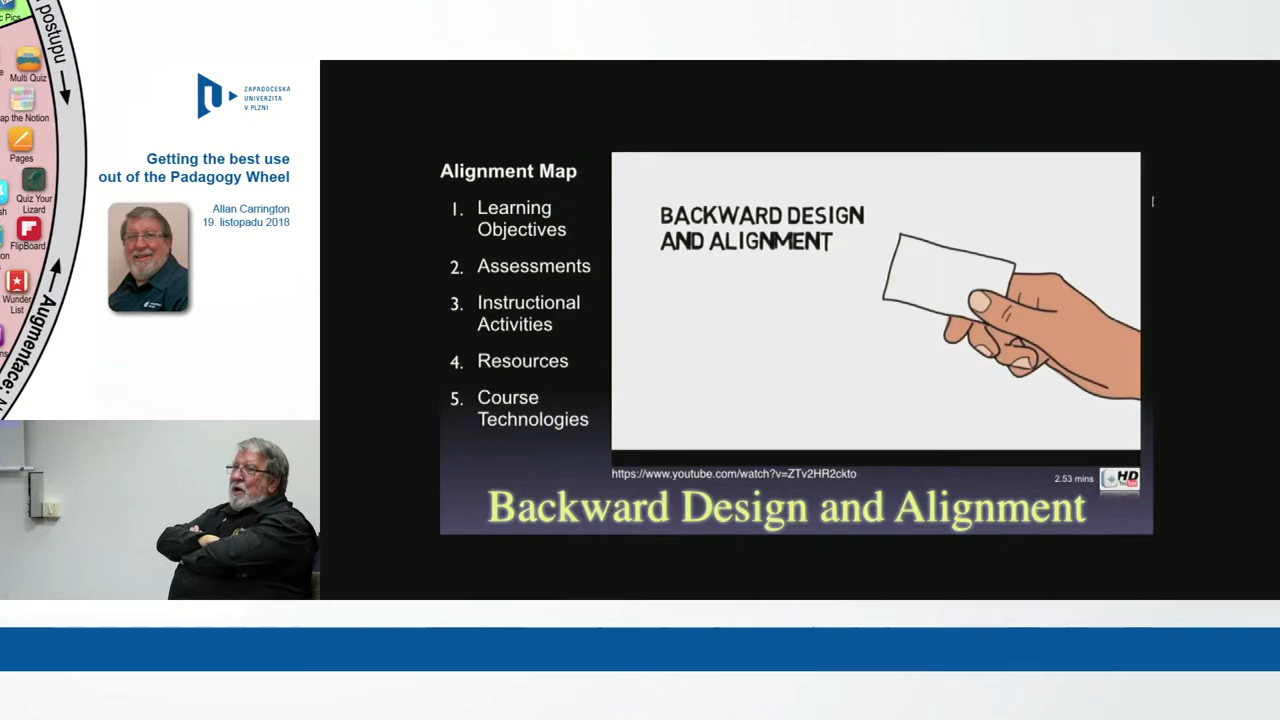 postupu
Multi Quiz
Pages
Quiz Your
Lizard
FlipBoard
Wunder
List
Augmentace:
ZÁPADOČESKÁ
UNIVERZITA
V PLZNI
Getting the best use
out of the Padagogy Wheel
Allan Carrington
19. listopadu 2018
Alignment Map
1. Learning
Objectives
2. Assessments
3. Instructional
Activities
4. Resources
5. Course
Technologies
BACKWARD DESIGN
AND ALIGNMENT
https://www.youtube.com/watch?v=ZTv2HR2ckto
2.53 mins
HD
Backward Design and Alignment